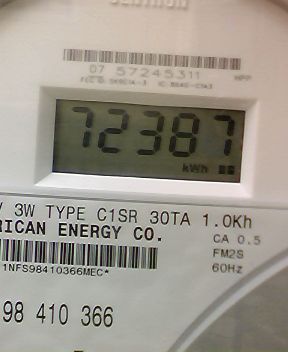 07 57245311
HPP
72387
kWh
V 3W TYPE C1SR 30TA 1.0Kh
RICAN ENERGY CO.
CA 0.5
FM2S
60Hz
1NFS98410366MEC*
98 410 366